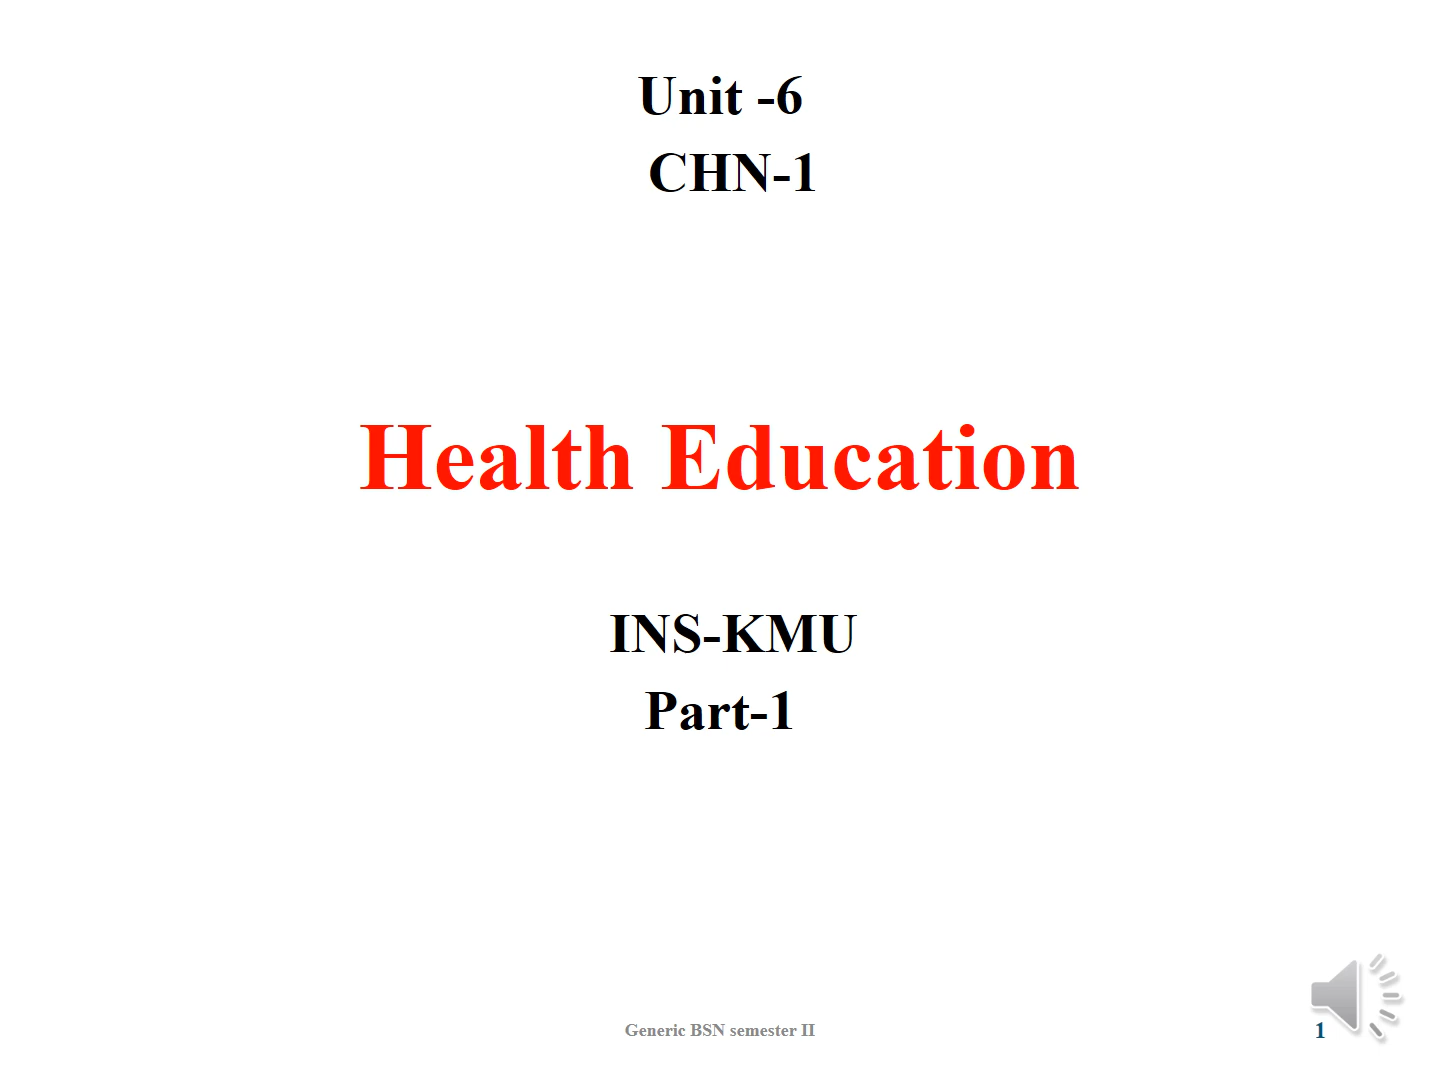 Unit -6
CHN-1
Health Education
INS-KMU
Part-1
Generic BSN semester II
1